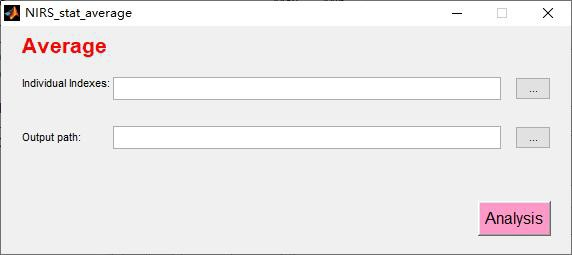 NIRS_stat_average
Average
Individual Indexes:
...
Output path:
...
Analysis